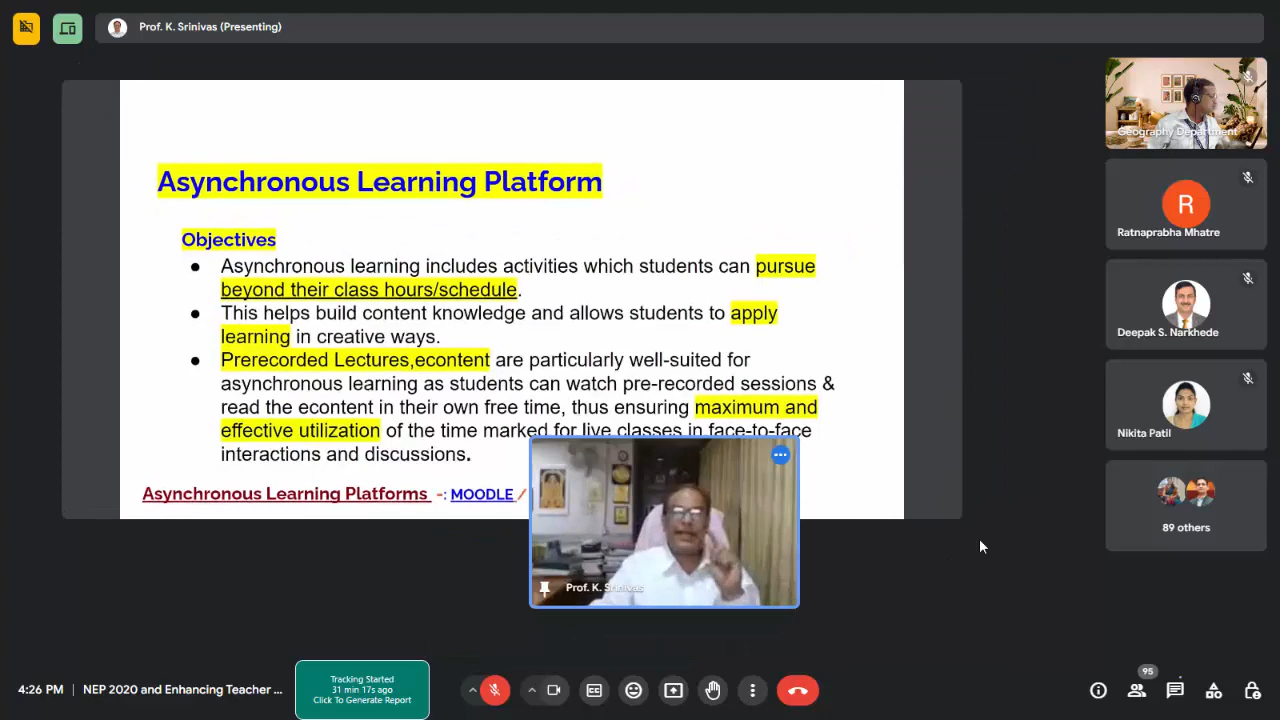 Prof. K. Srinivas (Presenting)
Asynchronous Learning Platform
Objectives
● Asynchronous learning includes activities which students can pursue
beyond their class hours/schedule.
● This helps build content knowledge and allows students to apply
learning in creative ways.
● Prerecorded Lectures,econtent are particularly well-suited for
asynchronous learning as students can watch pre-recorded sessions &
read the econtent in their own free time, thus ensuring maximum and
effective utilization of the time marked for live classes in face-to-face
interactions and discussions.
Asynchronous Learning Platforms -: MOODLE /
Prof. K. Srinivas
Geography Department
R
Ratnaprabha Mhatre
Deepak S. Narkhede
Nikita Patil
89 others
4:26 PM | NEP 2020 and Enhancing Teacher ...
Tracking Started
31 min 17s ago
Click To Generate Report
95